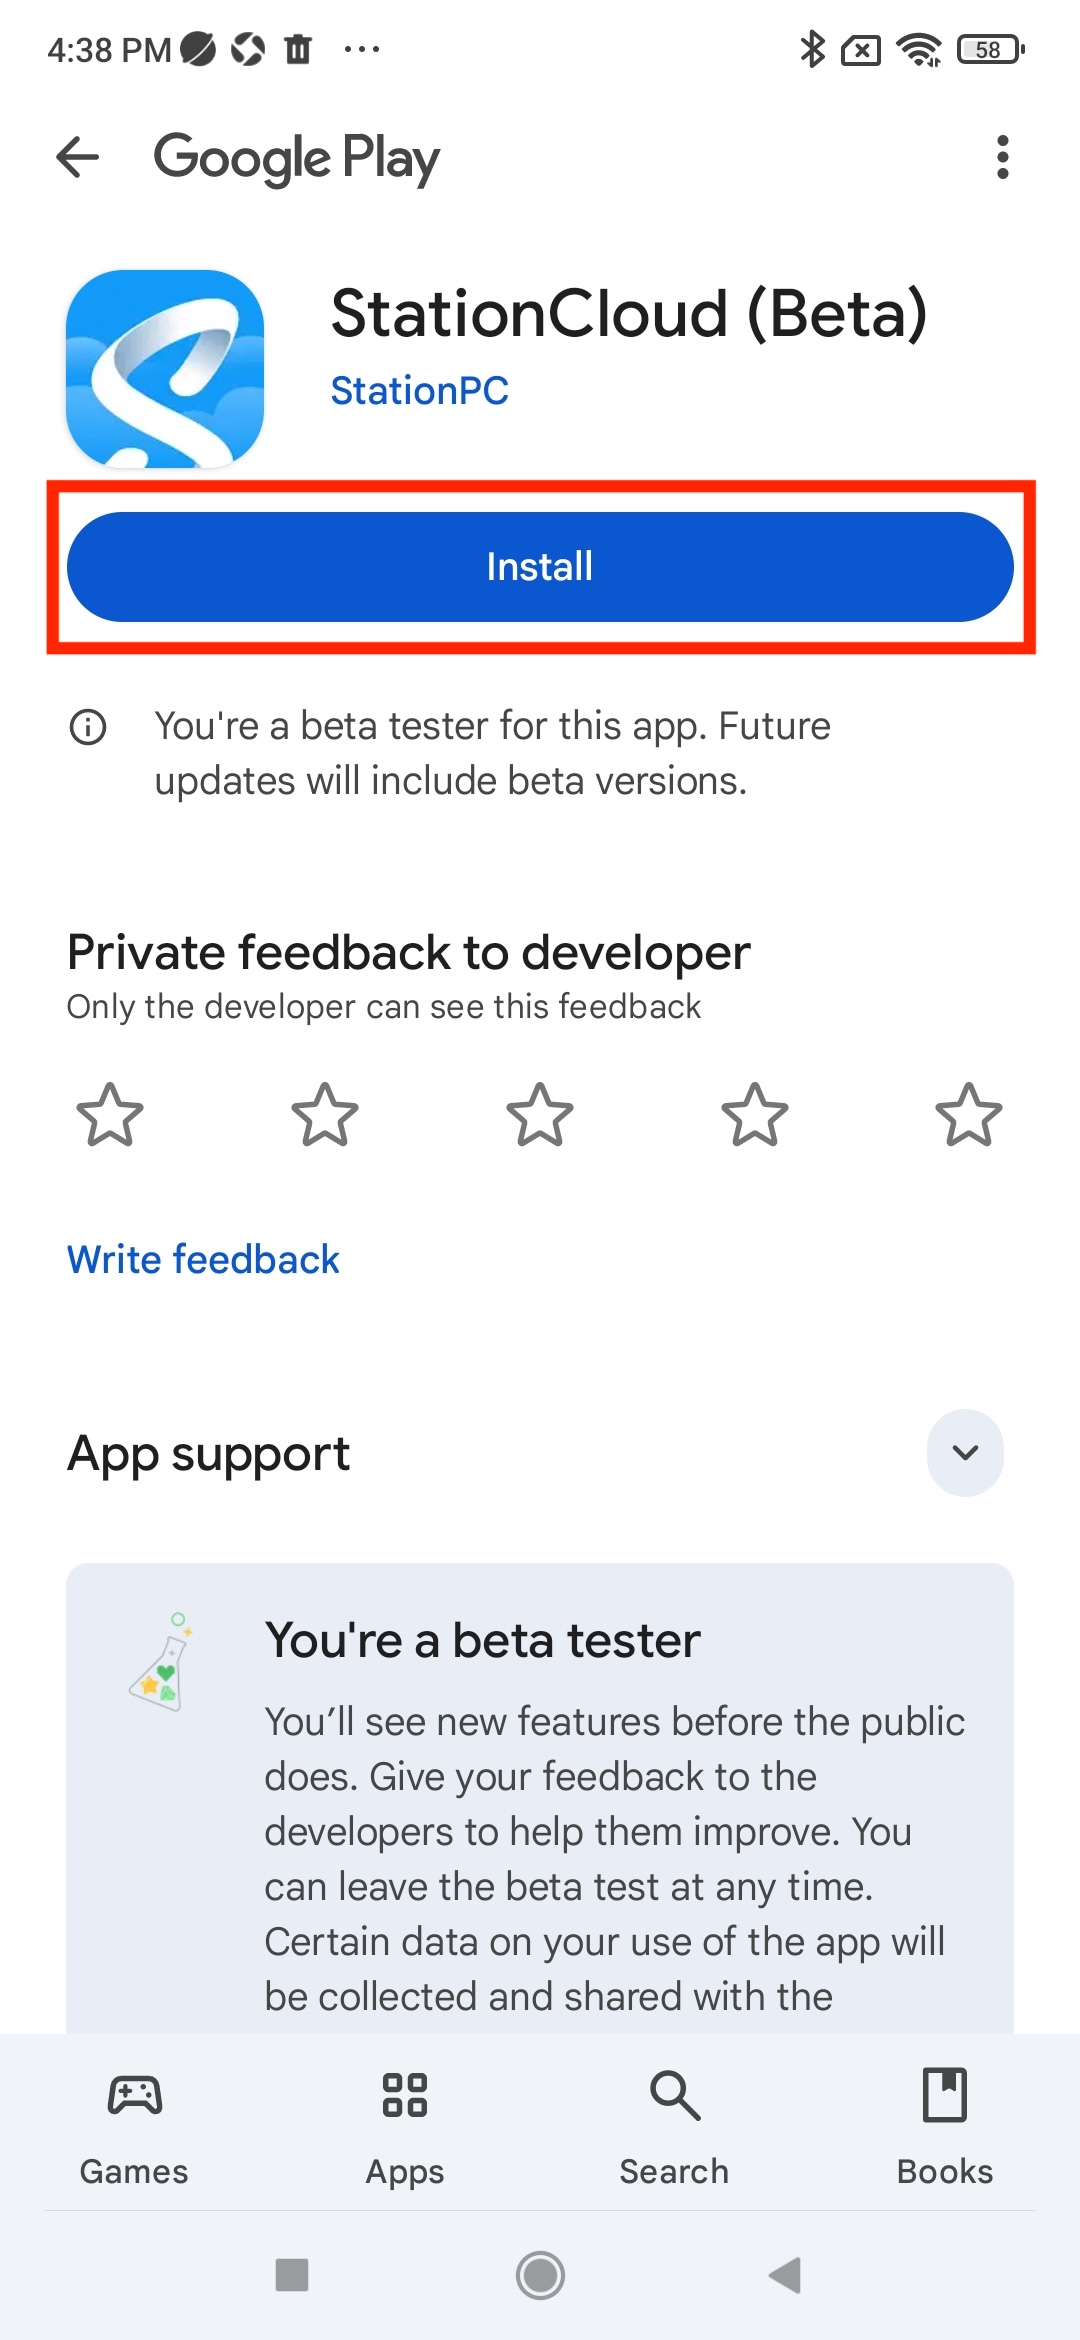 4:38 PM
58
Google Play
StationCloud (Beta)
StationPC
Install
You're a beta tester for this app. Future
updates will include beta versions.
Private feedback to developer
Only the developer can see this feedback
Write feedback
App support
You're a beta tester
You’ll see new features before the public
does. Give your feedback to the
developers to help them improve. You
can leave the beta test at any time.
Certain data on your use of the app will
be collected and shared with the
Games
Apps
Search
Books